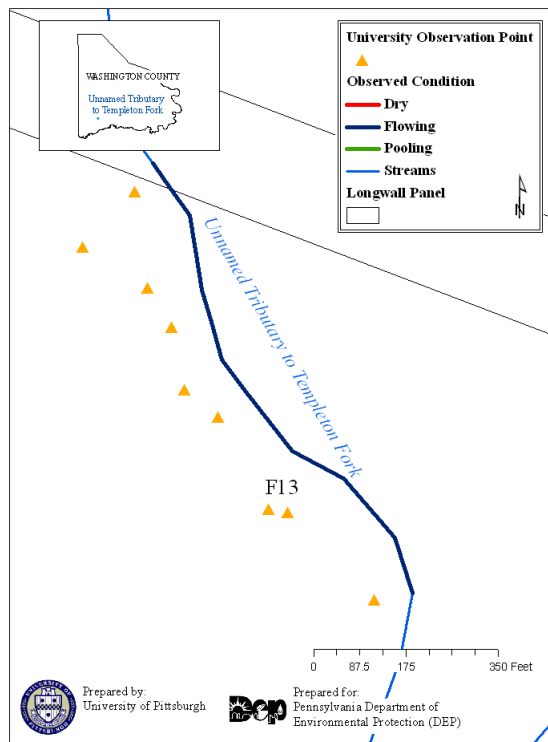 WASHINGTON COUNTY
Unnamed Tributary
to Templeton Fork
University Observation Point
Observed Condition
Dry
Flowing
Pooling
Streams
Longwall Panel
N
Unnamed Tributary to Templeton Fork
F13
0 87.5 175 350 Feet
Prepared by:
University of Pittsburgh
DEP
Prepared for:
Pennsylvania Department of
Environmental Protection (DEP)